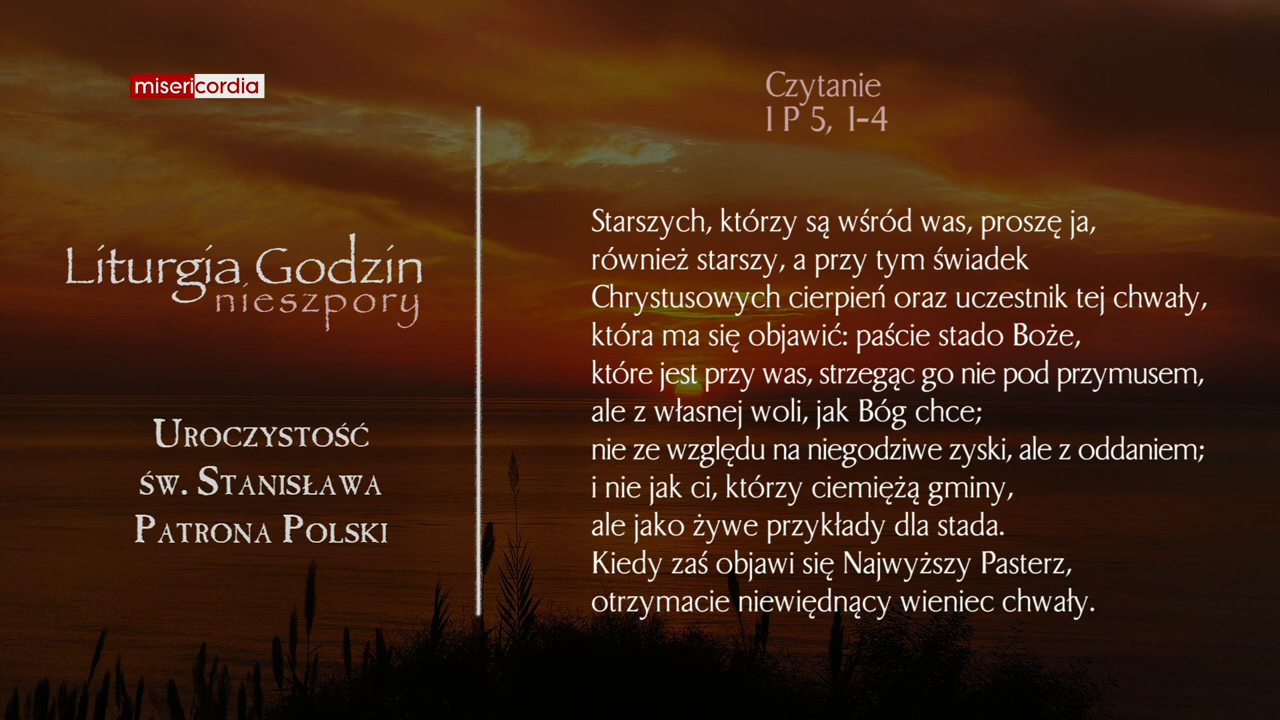 misericordia
Liturgia Godzin
nieszpory
Uroczystość
św. Stanisława
Patrona Polski
Czytanie
1 P 5, 1-4
Starszych, którzy są wśród was, proszę ja,
również starszy, a przy tym świadek
Chrystusowych cierpień oraz uczestnik tej chwały,
która ma się objawić: paście stado Boże,
które jest przy was, strzegąc go nie pod przymusem,
ale z własnej woli, jak Bóg chce;
nie ze względu na niegodziwe zyski, ale z oddaniem;
i nie jak ci, którzy ciemiężą gminy,
ale jako żywe przykłady dla stada.
Kiedy zaś objawi się Najwyższy Pasterz,
otrzymacie niewiędnący wieniec chwały.